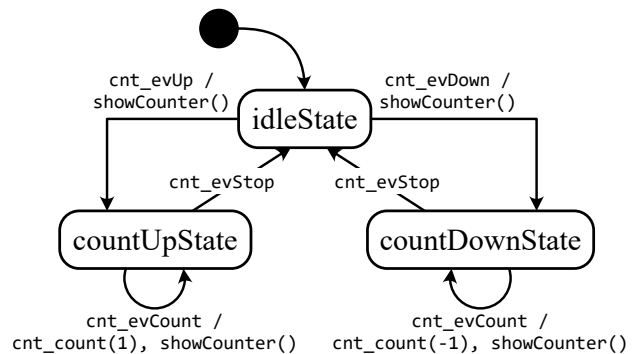 cnt_evUp /
showCounter()
cnt_evDown /
showCounter()
idleState
cnt_evStop
cnt_evStop
countUpState
countDownState
cnt_evCount /
cnt_count(1), showCounter()
cnt_evCount /
cnt_count(-1), showCounter()